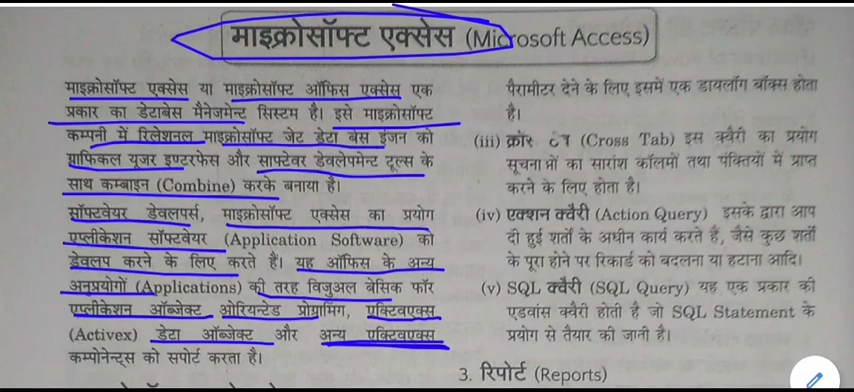 माइक्रोसॉफ्ट एक्सेस (Microsoft Access)
माइक्रोसॉफ्ट एक्सेस या माइक्रोसॉफ्ट ऑफिस एक्सेस एक
प्रकार का डेटाबेस मैनेजमेन्ट सिस्टम है। इसे माइक्रोसॉफ्ट
कम्पनी में रिलेशनल माइक्रोसॉफ्ट जेट डेटा बेस इंजन को
ग्राफिकल यूजर इण्टरफेस और साफ्टेवर डेवलेपमेन्ट टूल्स के
साथ कम्बाइन (Combine) करके बनाया है।
सॉफ्टवेयर डेवलपर्स, माइक्रोसॉफ्ट एक्सेस का प्रयोग
एप्लीकेशन सॉफ्टवेयर (Application Software) को
डेवलप करने के लिए करते हैं। यह ऑफिस के अन्य
अनुप्रयोगों (Applications) की तरह विजुअल बेसिक फॉर
एप्लीकेशन ऑब्जेक्ट ओरियन्टेड प्रोग्रामिंग, एक्टिवएक्स
(Activex) डेटा ऑब्जेक्ट और अन्य एक्टिवएक्स
कम्पोनेन्ट्स को सपोर्ट करता है।
पैरामीटर देने के लिए इसमें एक डायलॉग बॉक्स होता
है।
(iii) (Cross Tab) इस क्वैरी का प्रयोग
सूचनाओं का सारांश कॉलमों तथा पंक्तियों में प्राप्त
करने के लिए होता है।
(iv) एक्शन क्वैरी (Action Query) इसके द्वारा आप
दी हुई शर्तों के अधीन कार्य करते हैं, जैसे कुछ शर्तों
के पूरा होने पर रिकार्ड को बदलना या हटाना आदि।
(v) SQL क्वैरी (SQL Query) यह एक प्रकार की
एडवांस क्वैरी होती है जो SQL Statement के
प्रयोग से तैयार की जानी है।
3. रिपोर्ट (Reports)